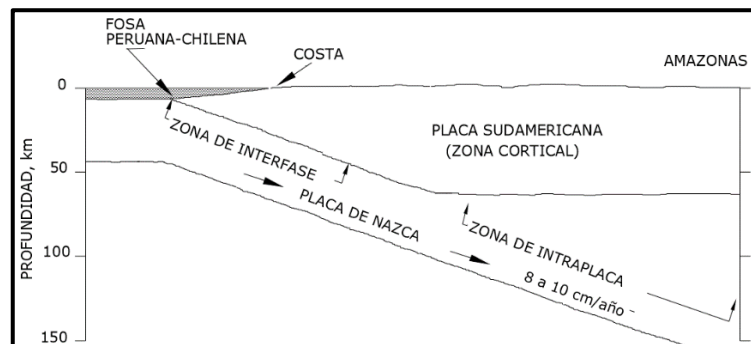 FOSA
PERUANA-CHILENA
COSTA
AMAZONAS
0
PLACA SUDAMERICANA
(ZONA CORTICAL)
ZONA DE INTERFASE
50
PLACA DE NAZCA
ZONA DE INTRAPLACA
100
8 a 10 cm/año
150
PROFUNDIDAD, km